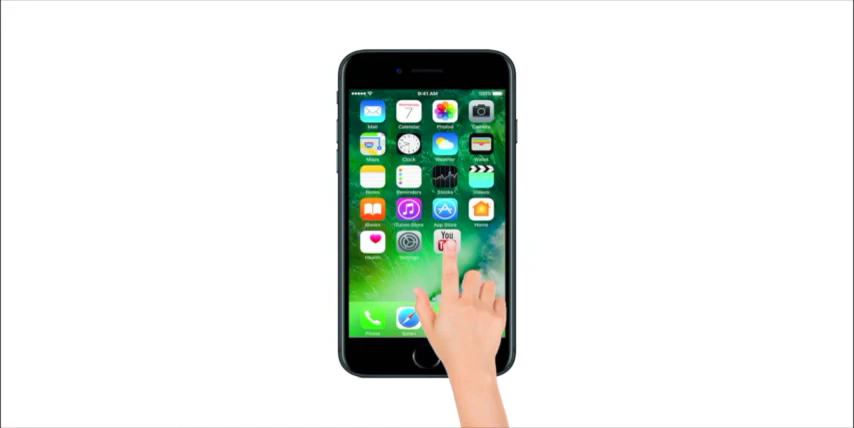 9:41 AM 100%
Mail Calendar Photos Camera
Wednesday
7
Maps Clock Weather Wallet
Notes Reminders Stocks Videos
iBooks iTunes Store App Store Home
You
Health Settings
Phone Safari